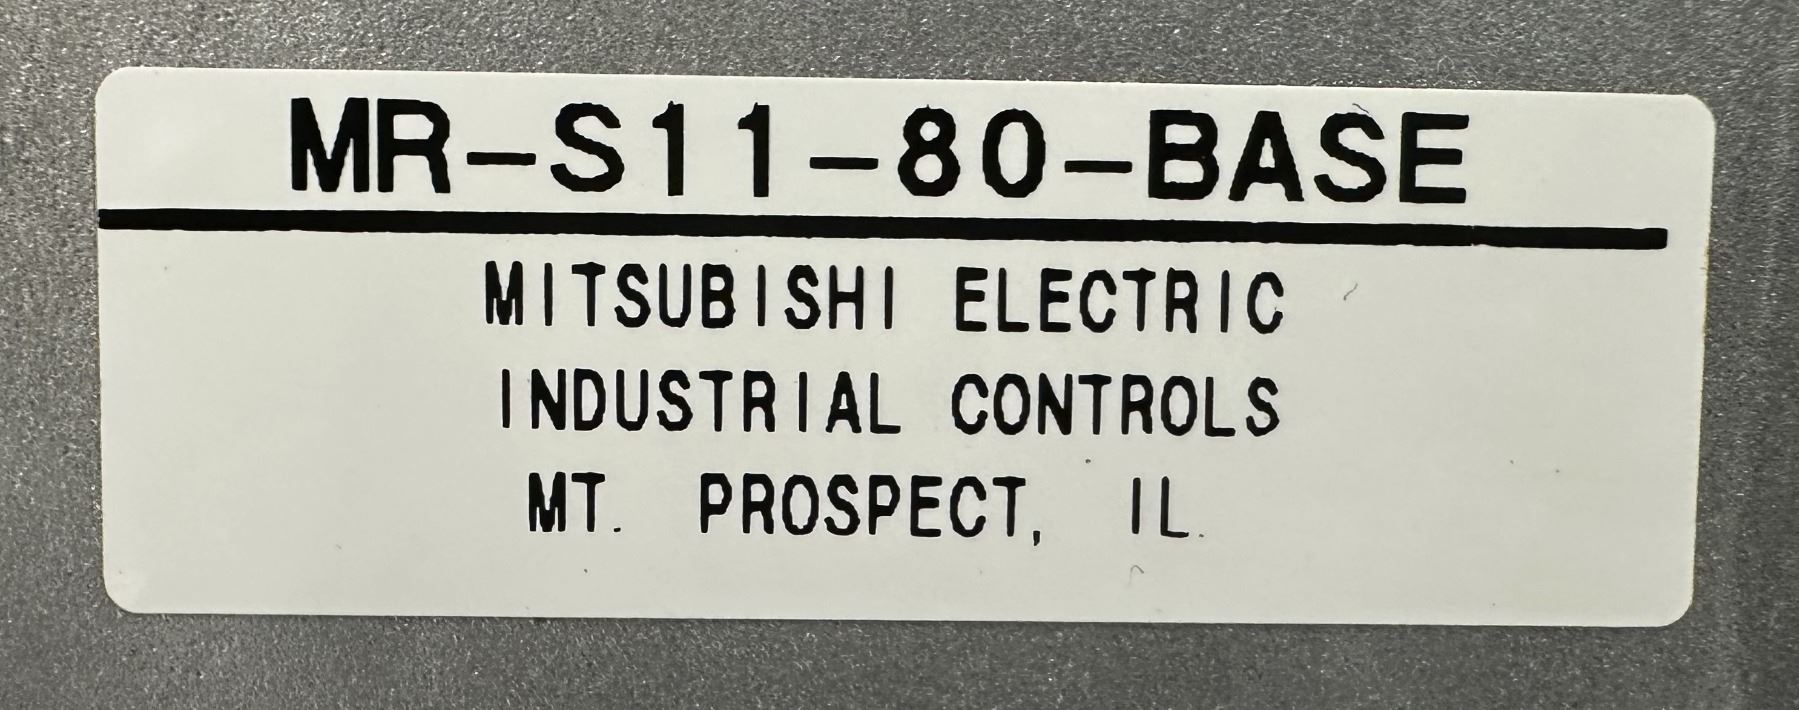 MR-S11-80-BASE
MITSUBISHI ELECTRIC
INDUSTRIAL CONTROLS
MT. PROSPECT, IL.